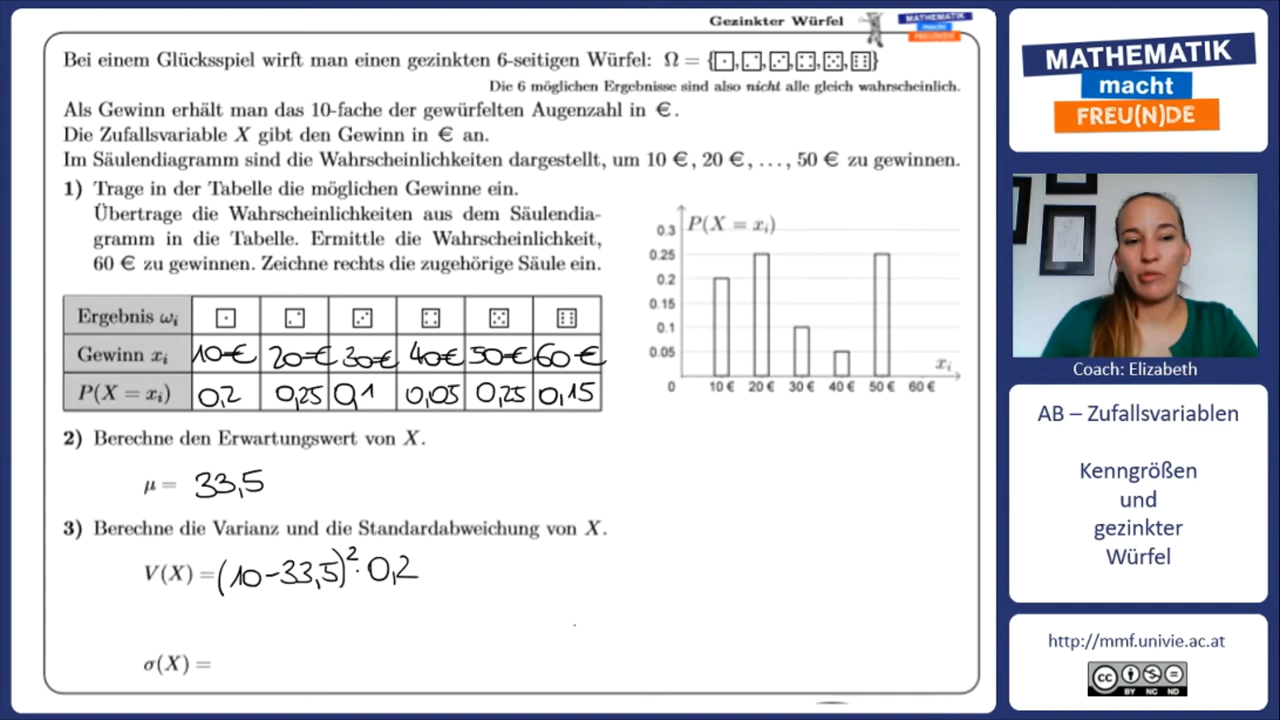 Gezinkter Würfel
MATHEMATIK
macht
FREU(N)DE
Bei einem Glücksspiel wirft man einen gezinkten 6-seitigen Würfel: Ω = {⚀,⚁,⚂,⚃,⚄,⚅}
Die 6 möglichen Ergebnisse sind also nicht alle gleich wahrscheinlich.
Als Gewinn erhält man das 10-fache der gewürfelten Augenzahl in €.
Die Zufallsvariable X gibt den Gewinn in € an.
Im Säulendiagramm sind die Wahrscheinlichkeiten dargestellt, um 10 €, 20 €, ..., 50 € zu gewinnen.
1) Trage in der Tabelle die möglichen Gewinne ein.
Übertrage die Wahrscheinlichkeiten aus dem Säulendia-
gramm in die Tabelle. Ermittle die Wahrscheinlichkeit,
60 € zu gewinnen. Zeichne rechts die zugehörige Säule ein.
Ergebnis ωi ⚀ ⚁ ⚂ ⚃ ⚄ ⚅
Gewinn xi 10€ 20€ 30€ 40€ 50€ 60€
P(X = xi) 0,2 0,25 0,1 0,05 0,25 0,15
P(X = xi)
0.3
0.25
0.2
0.15
0.1
0.05
0 10 € 20 € 30 € 40 € 50 € 60 €
xi
2) Berechne den Erwartungswert von X.
μ = 33,5
3) Berechne die Varianz und die Standardabweichung von X.
V(X) = (10-33,5)²·0,2
σ(X) =
MATHEMATIK
macht
FREU(N)DE
Coach: Elizabeth
AB – Zufallsvariablen
Kenngrößen
und
gezinkter
Würfel
http://mmf.univie.ac.at
CC BY NC ND